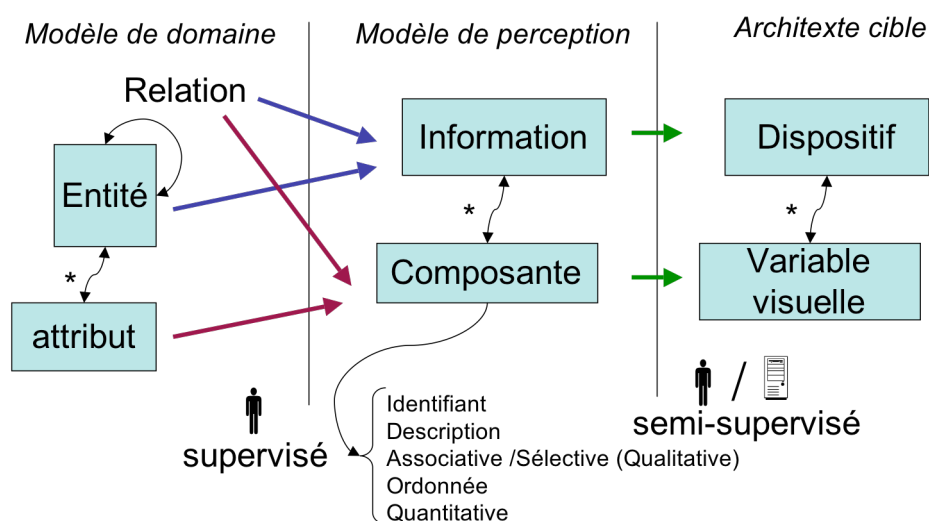 Modèle de domaine
Modèle de perception
Architexte cible
Relation
Information
Dispositif
Entité
*
*
*
Composante
Variable
visuelle
attribut
supervisé
/
semi-supervisé
Identifiant
Description
Associative /Sélective (Qualitative)
Ordonnée
Quantitative